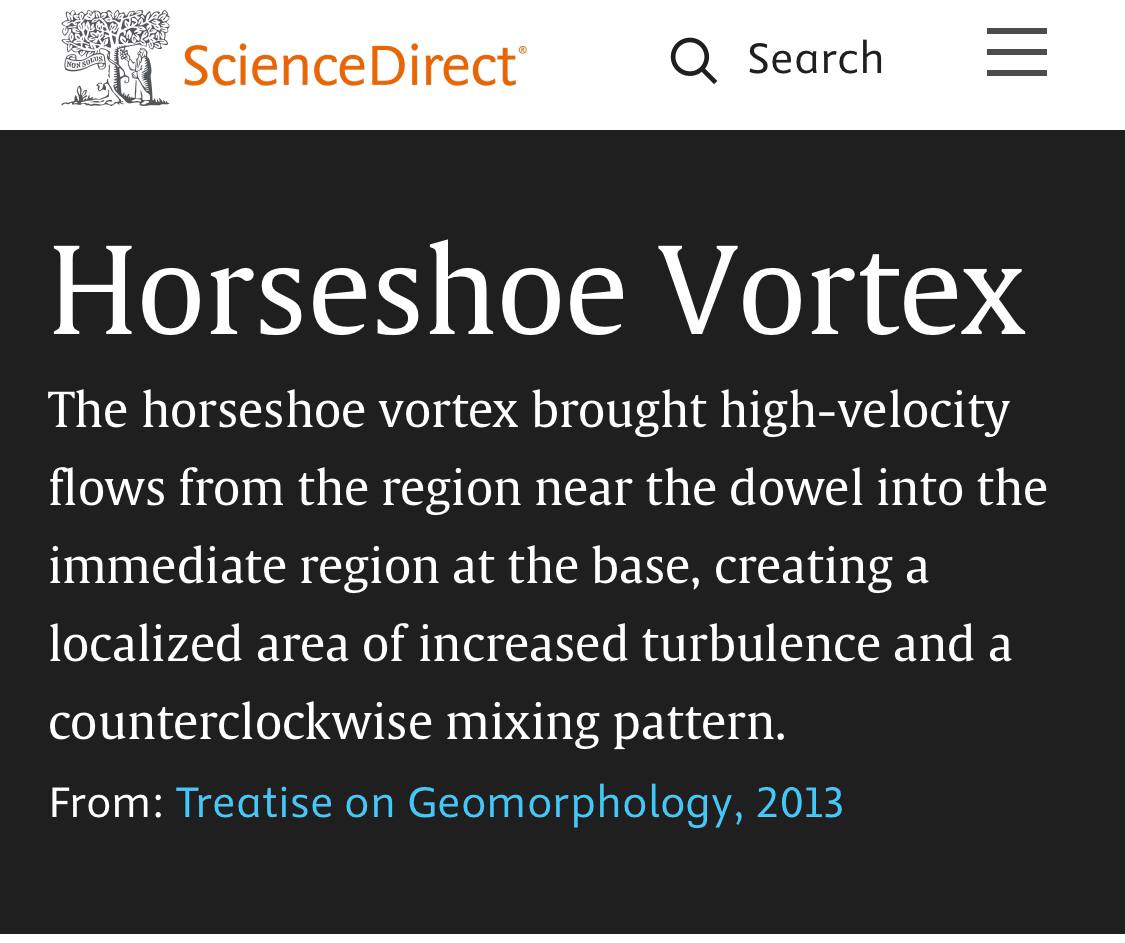 NON SOLUS
ScienceDirect®
Search
Horseshoe Vortex
The horseshoe vortex brought high-velocity
flows from the region near the dowel into the
immediate region at the base, creating a
localized area of increased turbulence and a
counterclockwise mixing pattern.
From: Treatise on Geomorphology, 2013